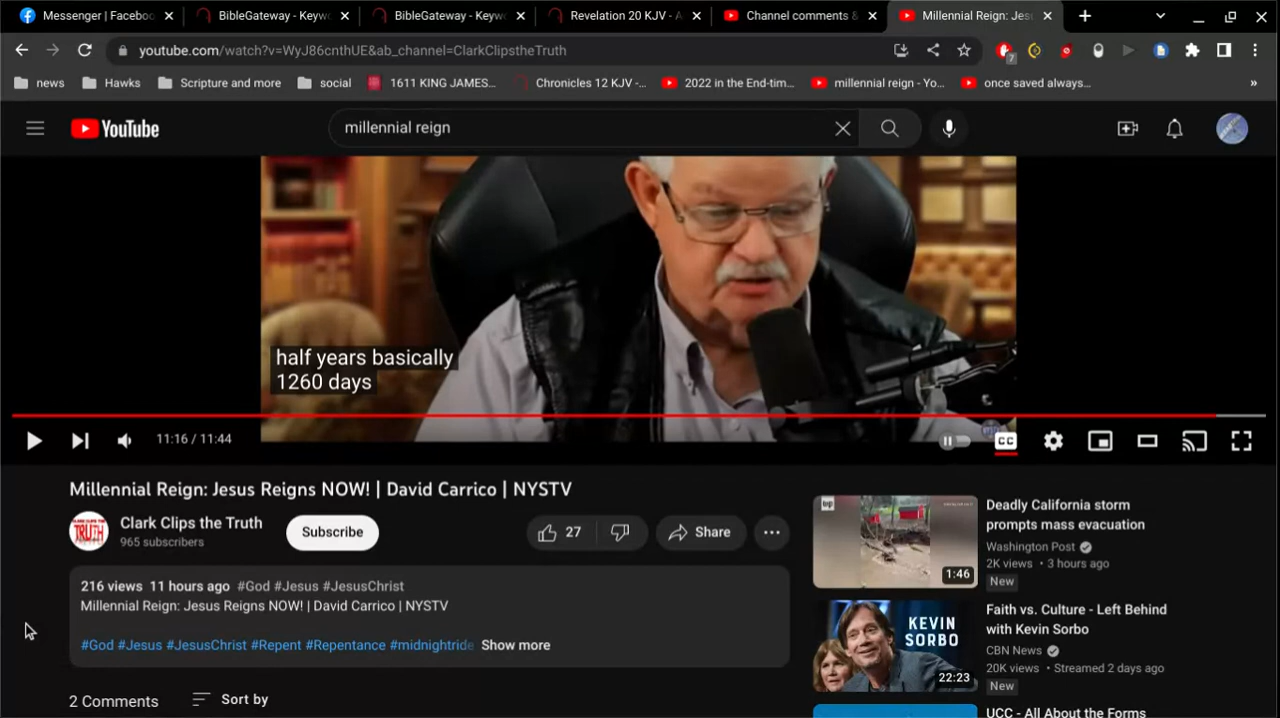 Messenger | Faceboo
BibleGateway - Keyw
BibleGateway - Keyw
Revelation 20 KJV - A
Channel comments &
Millennial Reign: Jes
youtube.com/watch?v=WyJ86cnthUE&ab_channel=ClarkClipstheTruth
7
news
Hawks
Scripture and more
social
1611 KING JAMES...
Chronicles 12 KJV -...
2022 in the End-tim...
millennial reign - Yo...
once saved always...
»
YouTube
millennial reign
half years basically
1260 days
11:16 / 11:44
CC
Millennial Reign: Jesus Reigns NOW! | David Carrico | NYSTV
TRUTH
Clark Clips the Truth
965 subscribers
Subscribe
27
Share
216 views 11 hours ago #God #Jesus #JesusChrist
Millennial Reign: Jesus Reigns NOW! | David Carrico | NYSTV
#God #Jesus #JesusChrist #Repent #Repentance #midnightride Show more
2 Comments
Sort by
wp
1:46
Deadly California storm
prompts mass evacuation
Washington Post
2K views • 3 hours ago
New
KEVIN
SORBO
22:23
Faith vs. Culture - Left Behind
with Kevin Sorbo
CBN News
20K views • Streamed 2 days ago
New
UCC - All About the Forms